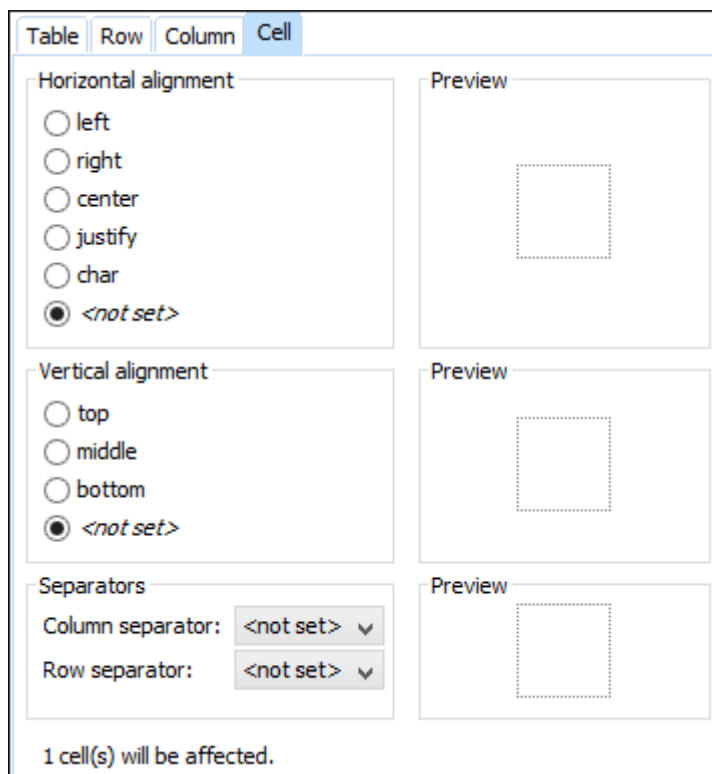 Table Row Column Cell
Horizontal alignment
left
right
center
justify
char
<not set>
Preview
Vertical alignment
top
middle
bottom
<not set>
Preview
Separators
Column separator: <not set>
Row separator: <not set>
Preview
1 cell(s) will be affected.